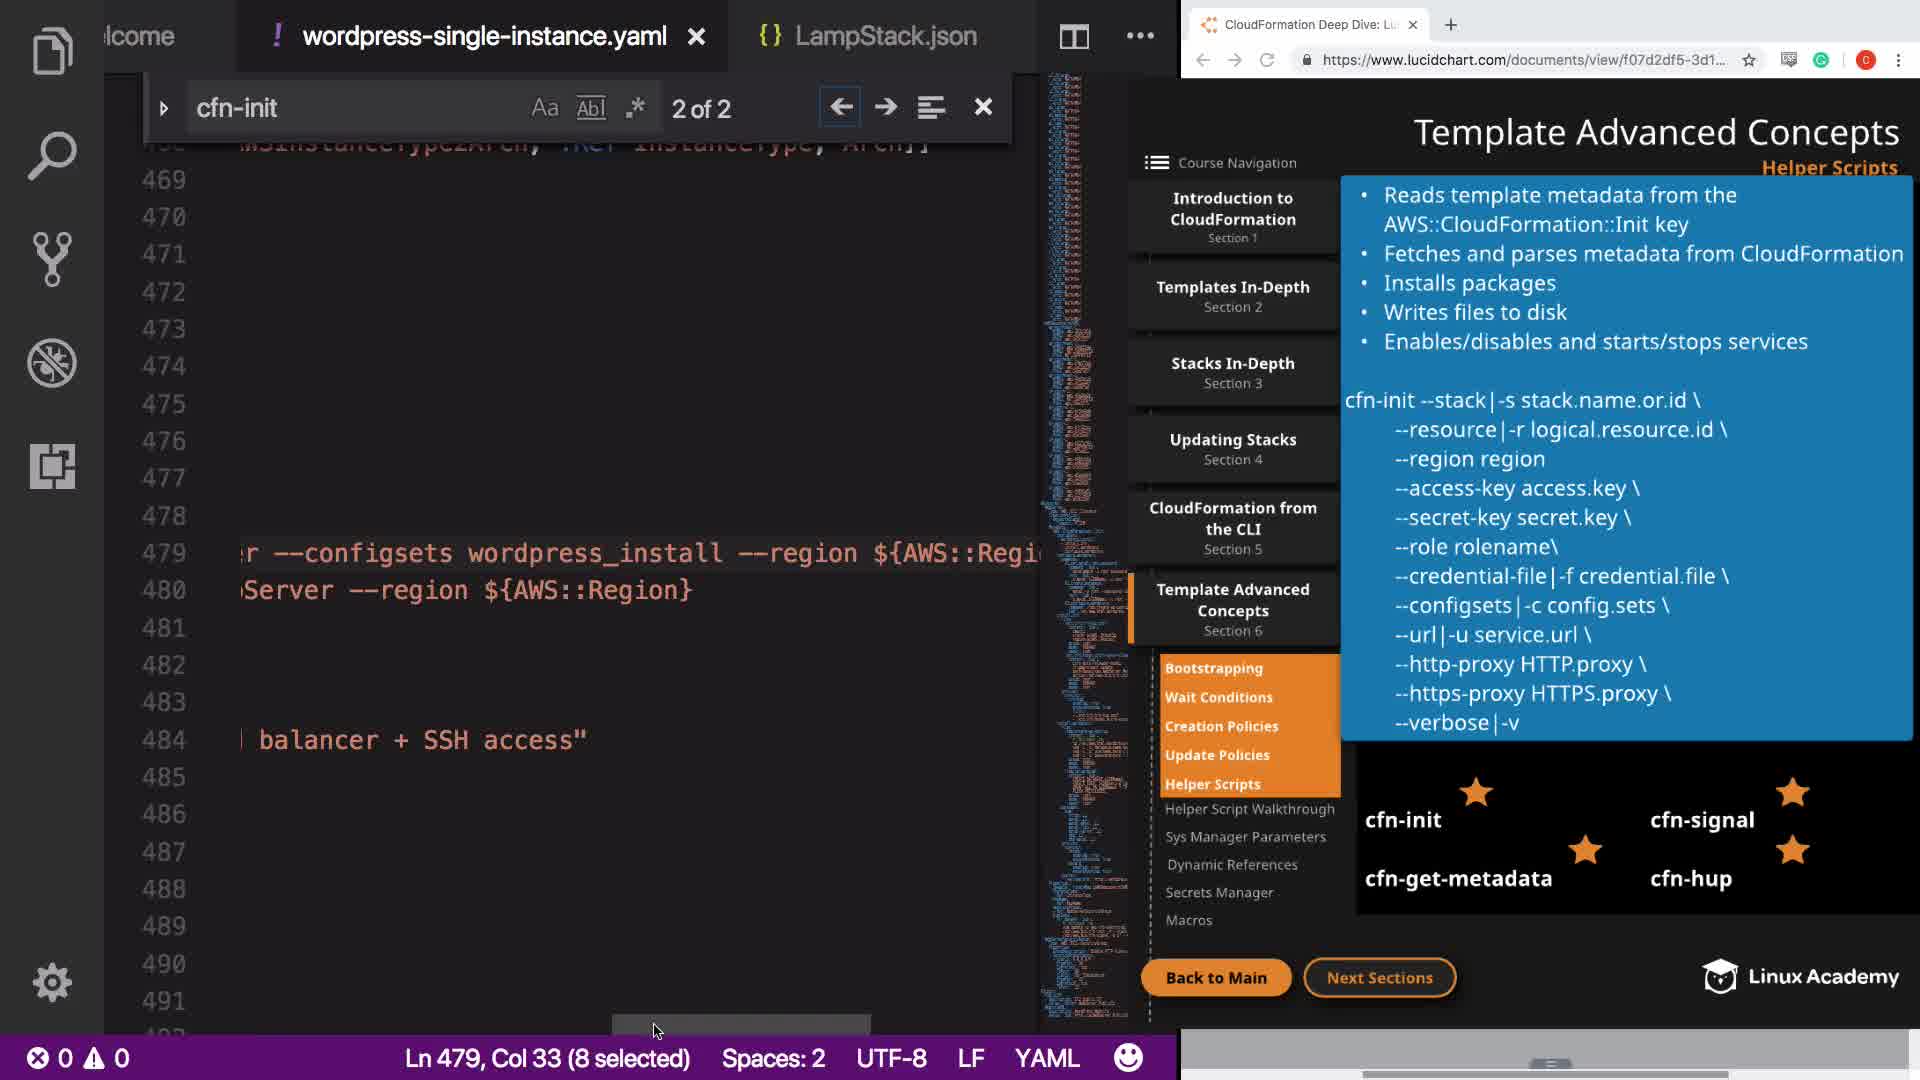 lcome
! wordpress-single-instance.yaml ×
{} LampStack.json
cfn-init
Aa Abl .* 2 of 2
469
470
471
472
473
474
475
476
477
478
479 er --configsets wordpress_install --region ${AWS::Regi
480 Server --region ${AWS::Region}
481
482
483
484 balancer + SSH access"
485
486
487
488
489
490
491
0 0
Ln 479, Col 33 (8 selected) Spaces: 2 UTF-8 LF YAML
CloudFormation Deep Dive: Lu
https://www.lucidchart.com/documents/view/f07d2df5-3d1...
Template Advanced Concepts
Helper Scripts
Course Navigation
Introduction to
CloudFormation
Section 1
Templates In-Depth
Section 2
Stacks In-Depth
Section 3
Updating Stacks
Section 4
CloudFormation from
the CLI
Section 5
Template Advanced
Concepts
Section 6
Bootstrapping
Wait Conditions
Creation Policies
Update Policies
Helper Scripts
Helper Script Walkthrough
Sys Manager Parameters
Dynamic References
Secrets Manager
Macros
• Reads template metadata from the
AWS::CloudFormation::Init key
• Fetches and parses metadata from CloudFormation
• Installs packages
• Writes files to disk
• Enables/disables and starts/stops services
cfn-init --stack|-s stack.name.or.id \
--resource|-r logical.resource.id \
--region region
--access-key access.key \
--secret-key secret.key \
--role rolename\
--credential-file|-f credential.file \
--configsets|-c config.sets \
--url|-u service.url \
--http-proxy HTTP.proxy \
--https-proxy HTTPS.proxy \
--verbose|-v
cfn-init
cfn-signal
cfn-get-metadata
cfn-hup
Back to Main
Next Sections
Linux Academy